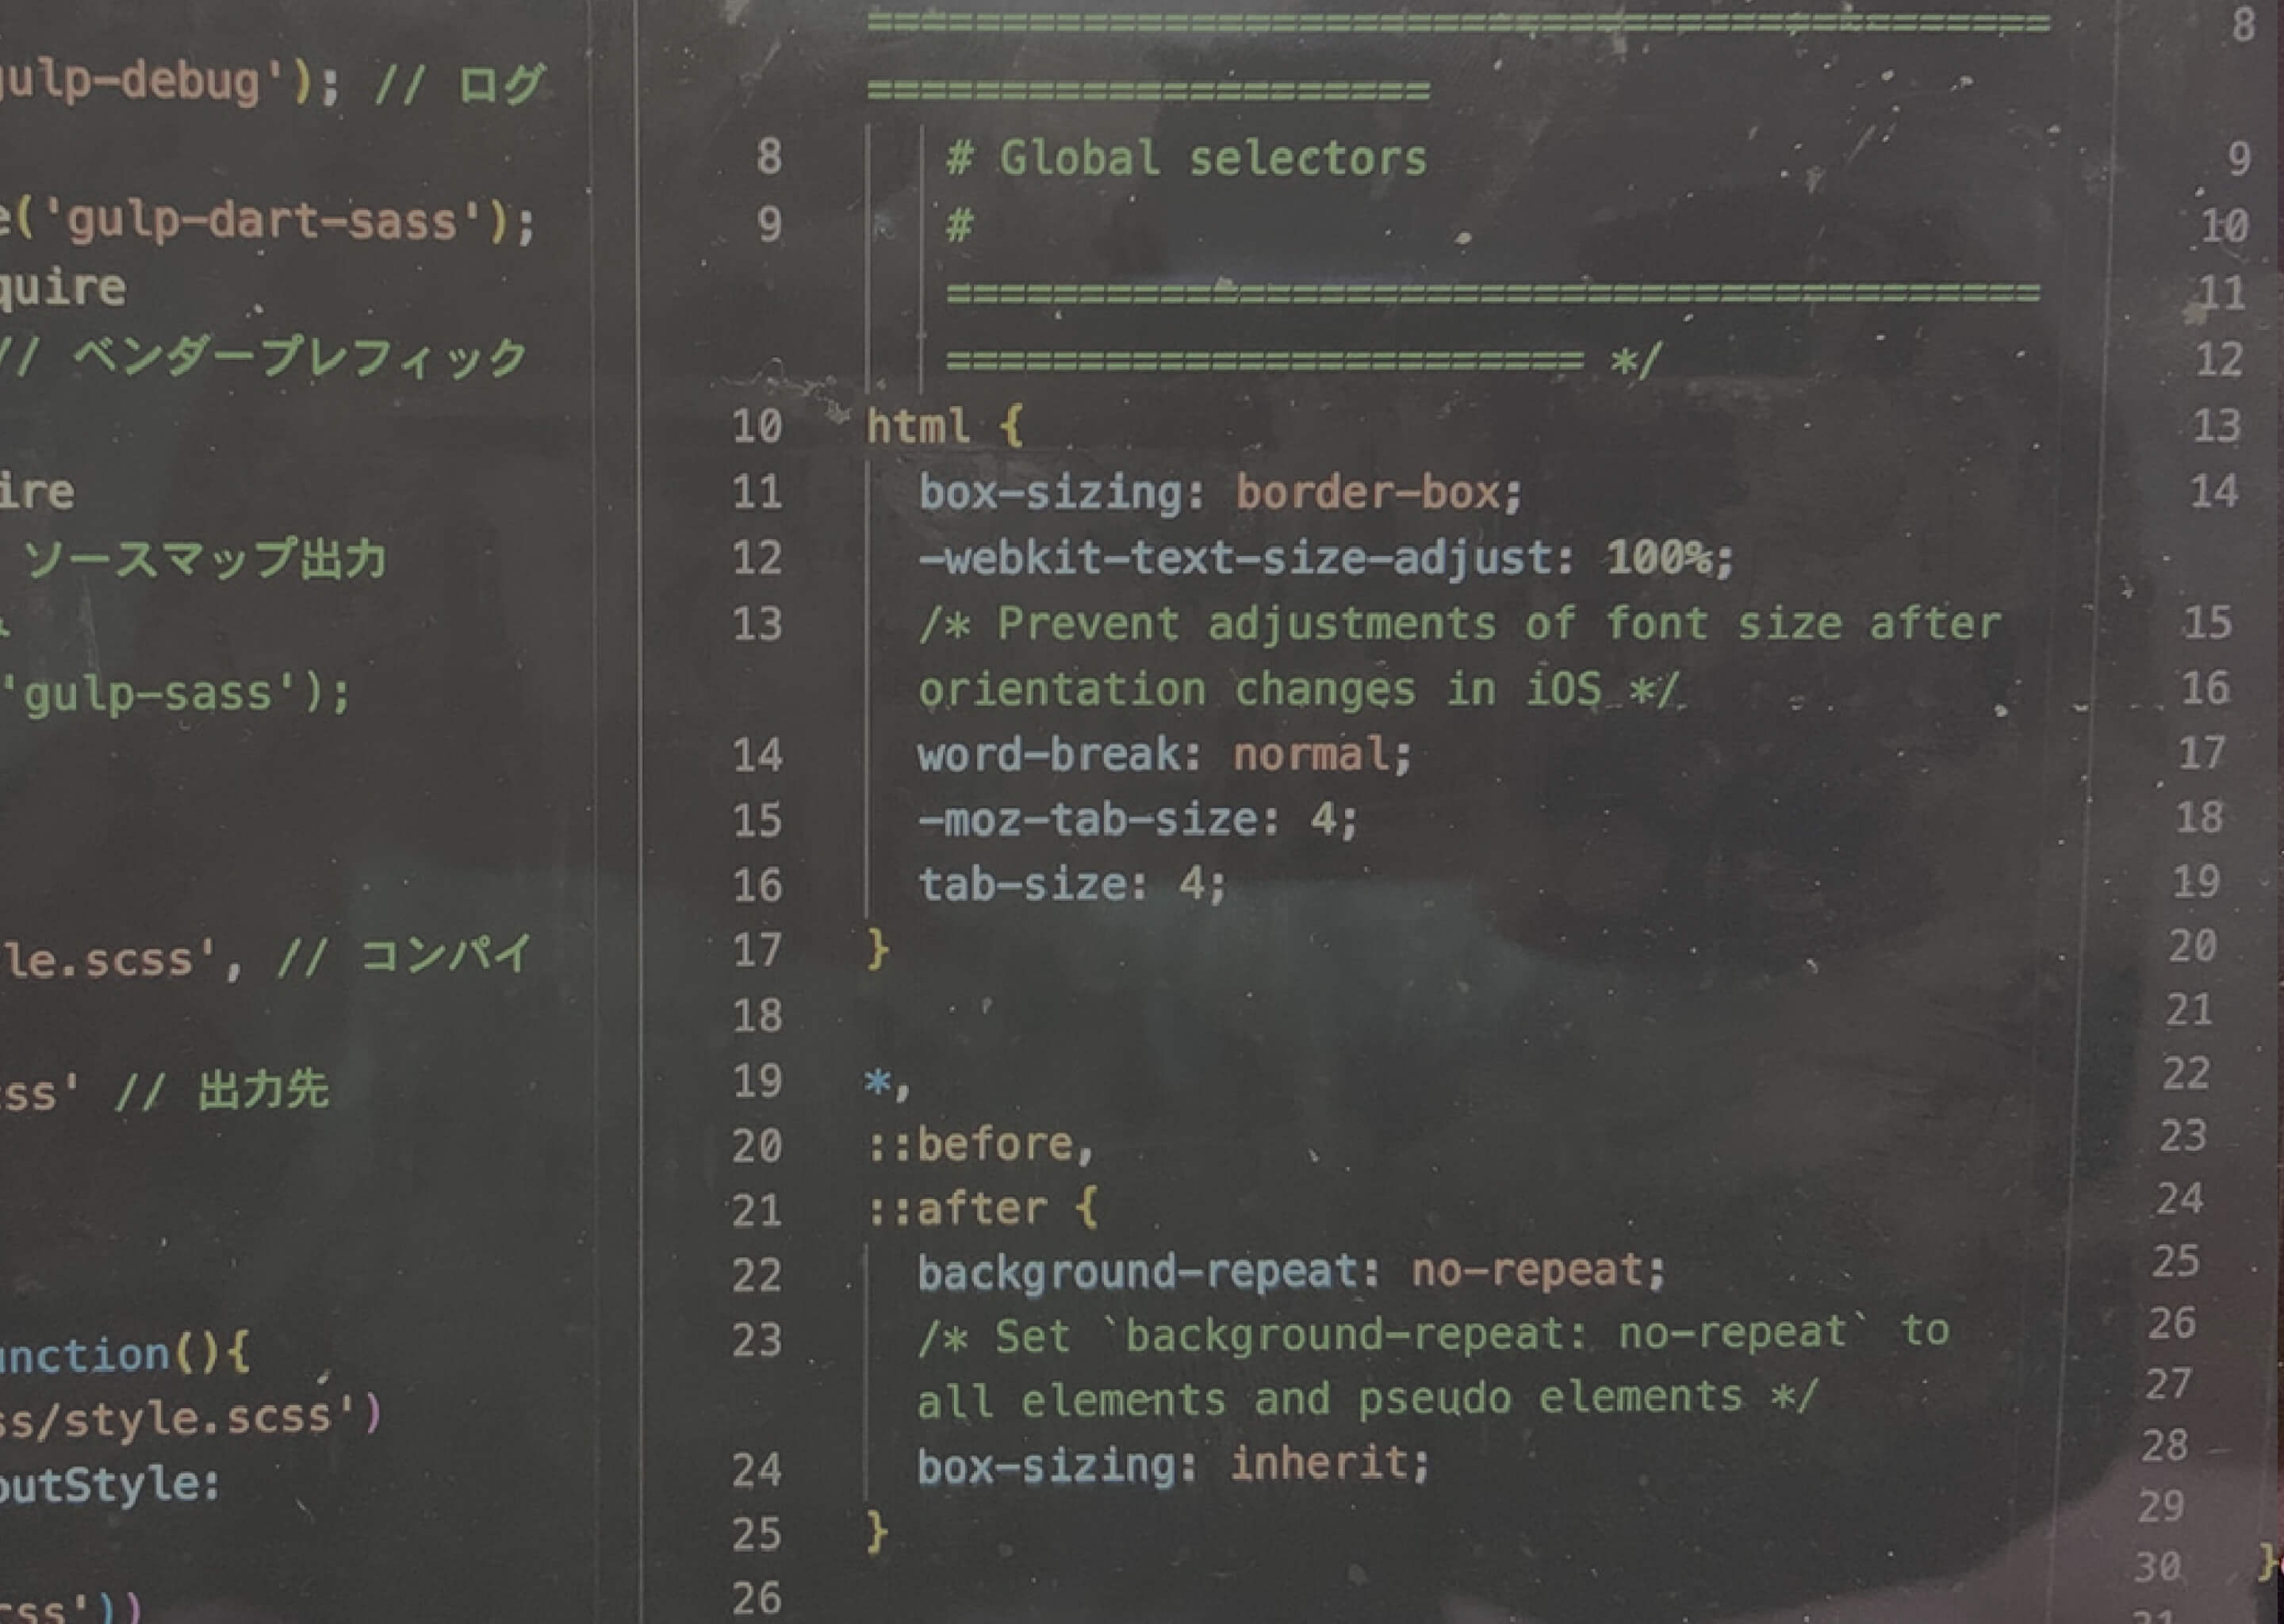 gulp-debug'); // ログ
e('gulp-dart-sass');
quire
// ベンダープレフィック
ire
ソースマップ出力
'gulp-sass');
le.scss', // コンパイ
ss' // 出力先
unction(){
ss/style.scss')
putStyle:
css'))
============================================
=====================
8 # Global selectors
9 #
=========================================
======================== */
10 html {
11 box-sizing: border-box;
12 -webkit-text-size-adjust: 100%;
13 /* Prevent adjustments of font size after
orientation changes in iOS */
14 word-break: normal;
15 -moz-tab-size: 4;
16 tab-size: 4;
17 }
18
19 *,
20 ::before,
21 ::after {
22 background-repeat: no-repeat;
23 /* Set `background-repeat: no-repeat` to
all elements and pseudo elements */
24 box-sizing: inherit;
25 }
26
8
9
10
11
12
13
14
15
16
17
18
19
20
21
22
23
24
25
26
27
28
29
30 }